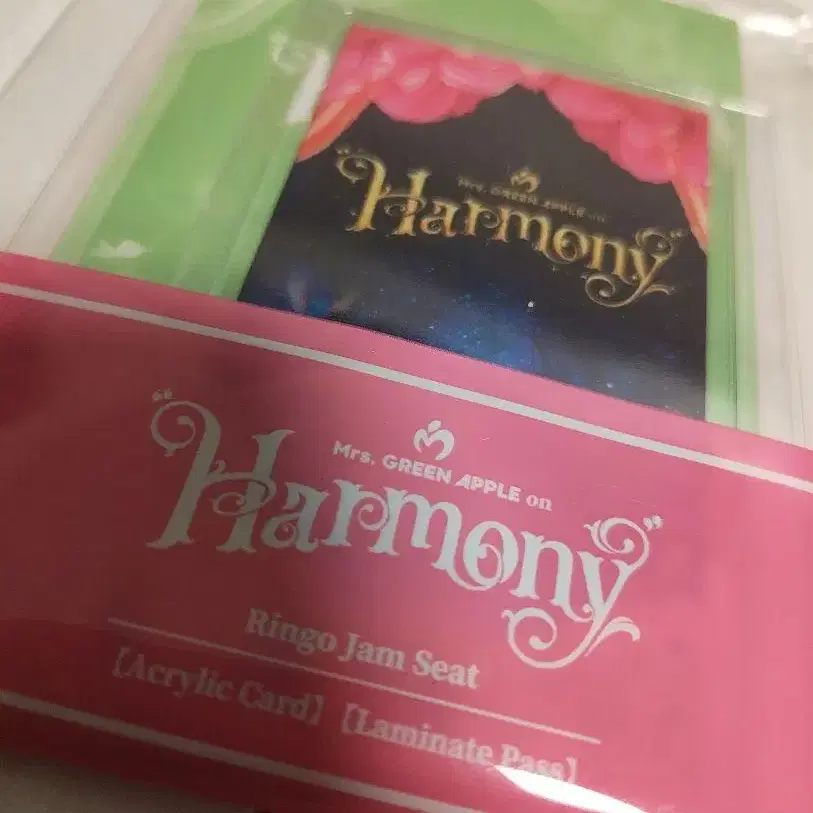 Mrs. GREEN APPLE on
“Harmony”
Mrs. GREEN APPLE on
“Harmony”
Ringo Jam Seat
【Acrylic Card】【Laminate Pass】